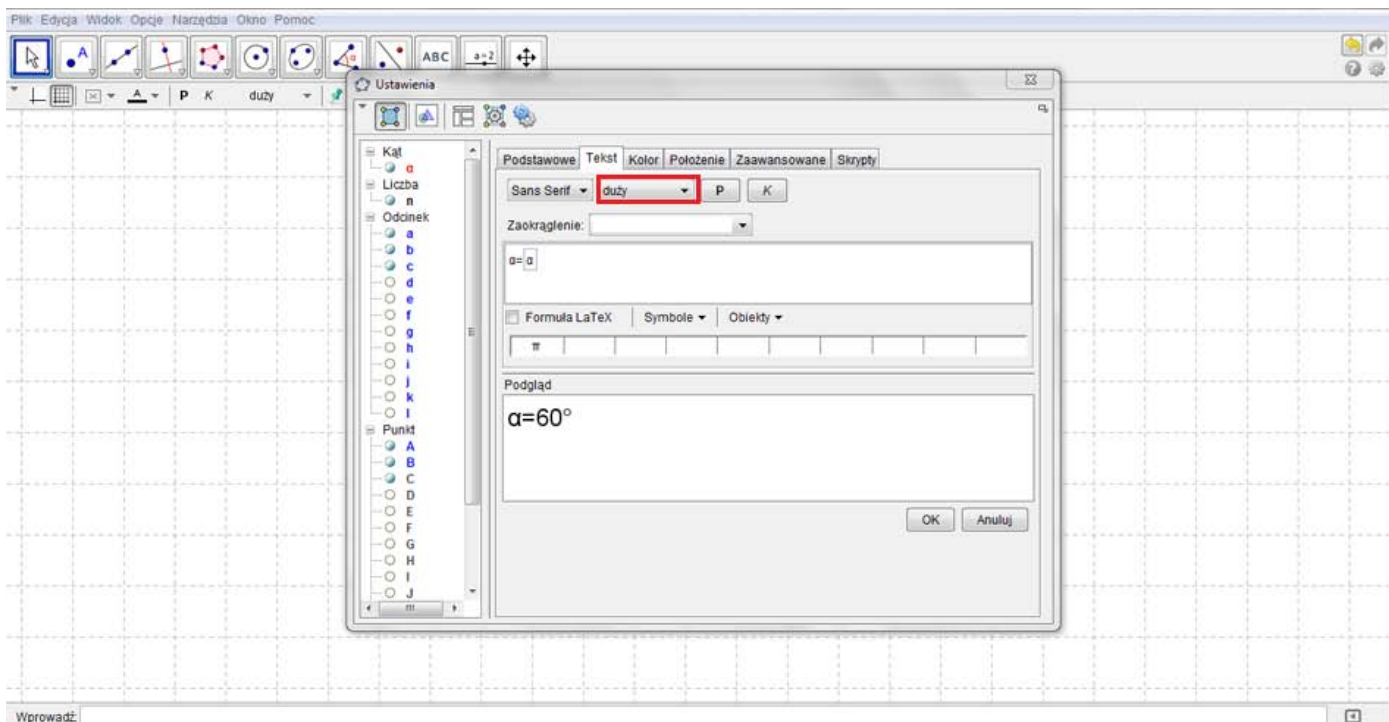 Plik Edycja Widok Opcje Narzędzia Okno Pomoc
A α ABC a=2
A P K duży
Ustawienia
Kąt
α
Liczba
n
Odcinek
a
b
c
d
e
f
g
h
i
j
k
l
Punkt
A
B
C
D
E
F
G
H
I
J
Podstawowe Tekst Kolor Położenie Zaawansowane Skrypty
Sans Serif duży P K
Zaokrąglenie:
α= α
Formuła LaTeX Symbole Obiekty
π
Podgląd
α=60°
OK Anuluj
Wprowadź: